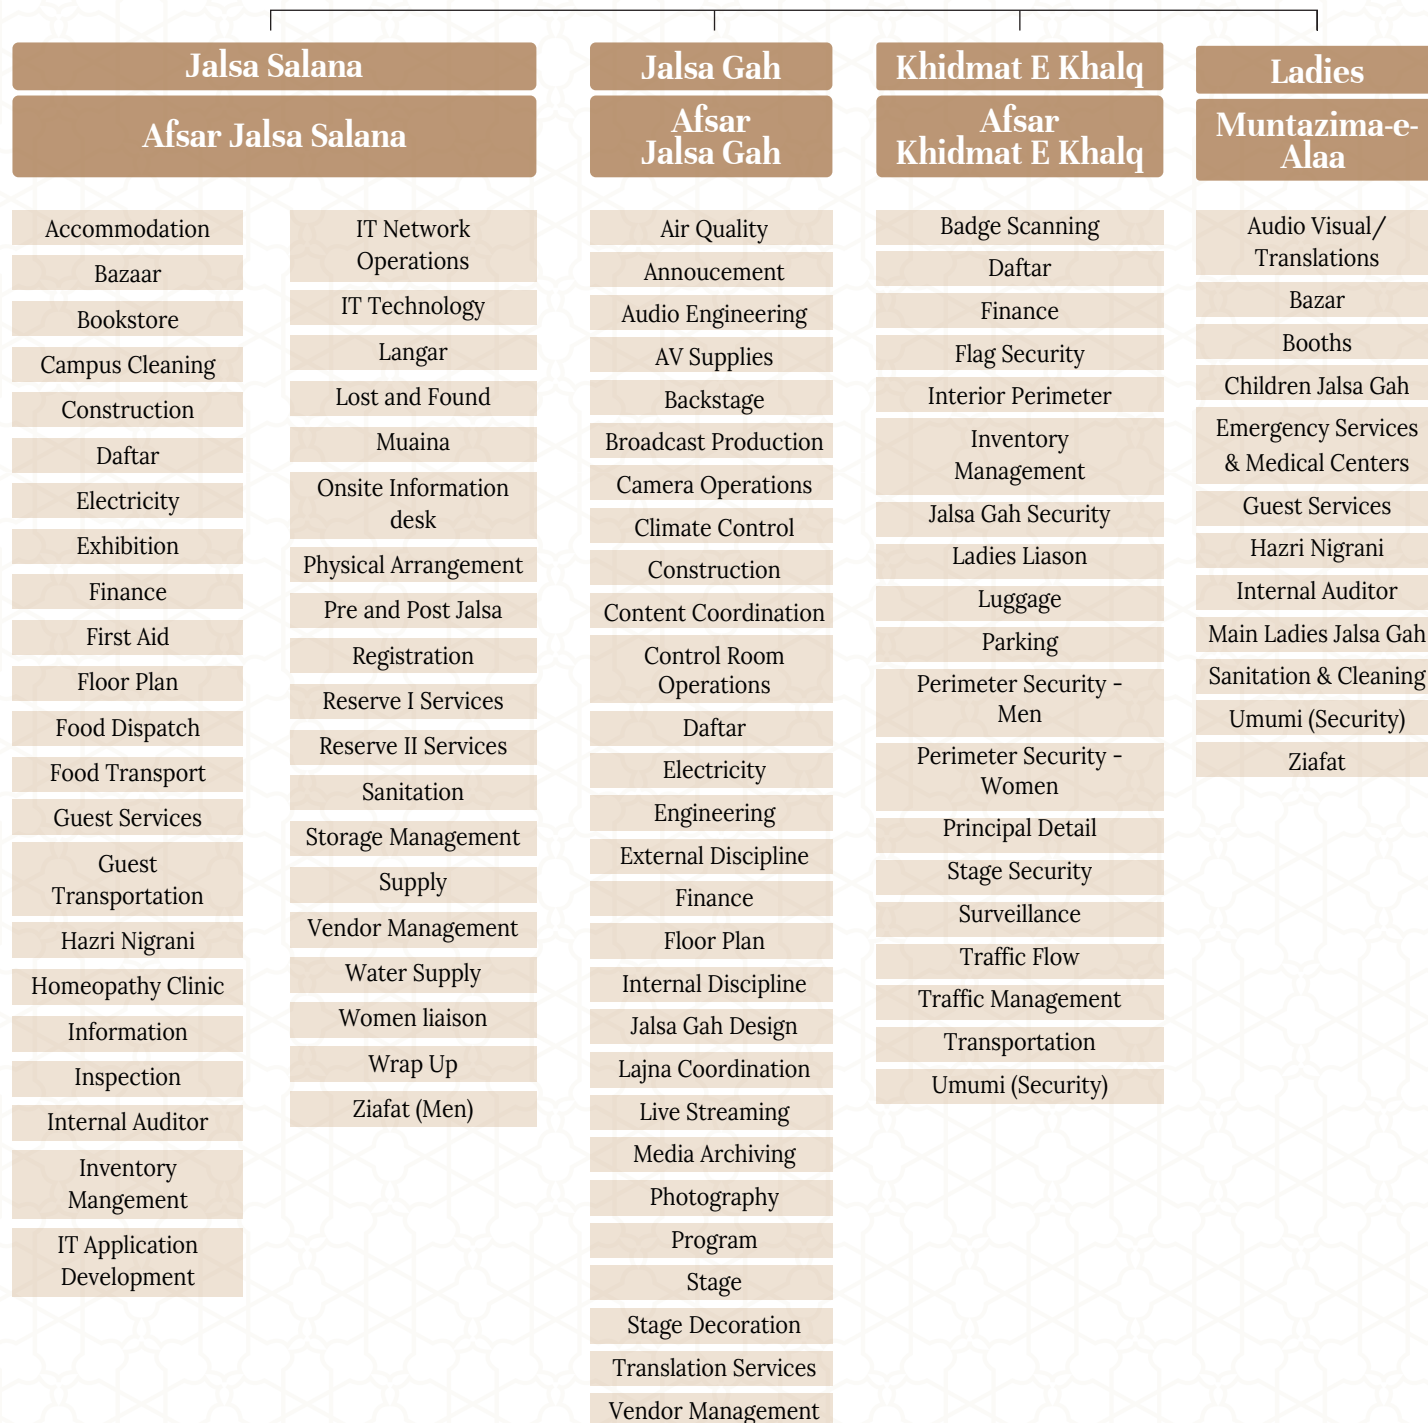 Jalsa Salana
Afsar Jalsa Salana
Accommodation
Bazaar
Bookstore
Campus Cleaning
Construction
Daftar
Electricity
Exhibition
Finance
First Aid
Floor Plan
Food Dispatch
Food Transport
Guest Services
Guest
Transportation
Hazri Nigrani
Homeopathy Clinic
Information
Inspection
Internal Auditor
Inventory
Mangement
IT Application
Development
IT Network
Operations
IT Technology
Langar
Lost and Found
Muaina
Onsite Information
desk
Physical Arrangement
Pre and Post Jalsa
Registration
Reserve I Services
Reserve II Services
Sanitation
Storage Management
Supply
Vendor Management
Water Supply
Women liaison
Wrap Up
Ziafat (Men)
Jalsa Gah
Afsar
Jalsa Gah
Air Quality
Annoucement
Audio Engineering
AV Supplies
Backstage
Broadcast Production
Camera Operations
Climate Control
Construction
Content Coordination
Control Room
Operations
Daftar
Electricity
Engineering
External Discipline
Finance
Floor Plan
Internal Discipline
Jalsa Gah Design
Lajna Coordination
Live Streaming
Media Archiving
Photography
Program
Stage
Stage Decoration
Translation Services
Vendor Management
Khidmat E Khalq
Afsar
Khidmat E Khalq
Badge Scanning
Daftar
Finance
Flag Security
Interior Perimeter
Inventory
Management
Jalsa Gah Security
Ladies Liason
Luggage
Parking
Perimeter Security -
Men
Perimeter Security -
Women
Principal Detail
Stage Security
Surveillance
Traffic Flow
Traffic Management
Transportation
Umumi (Security)
Ladies
Muntazima-e-
Alaa
Audio Visual/
Translations
Bazar
Booths
Children Jalsa Gah
Emergency Services
& Medical Centers
Guest Services
Hazri Nigrani
Internal Auditor
Main Ladies Jalsa Gah
Sanitation & Cleaning
Umumi (Security)
Ziafat